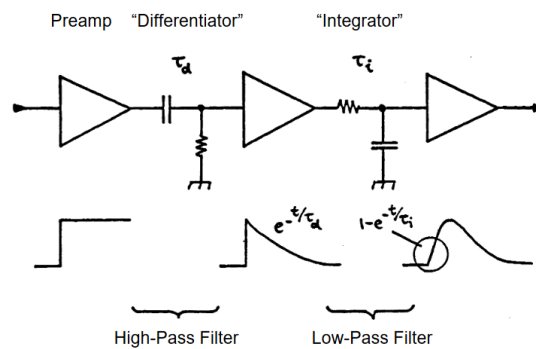 Preamp “Differentiator” “Integrator”
τd τi
e^-t/τd 1-e^-t/τi
High-Pass Filter Low-Pass Filter